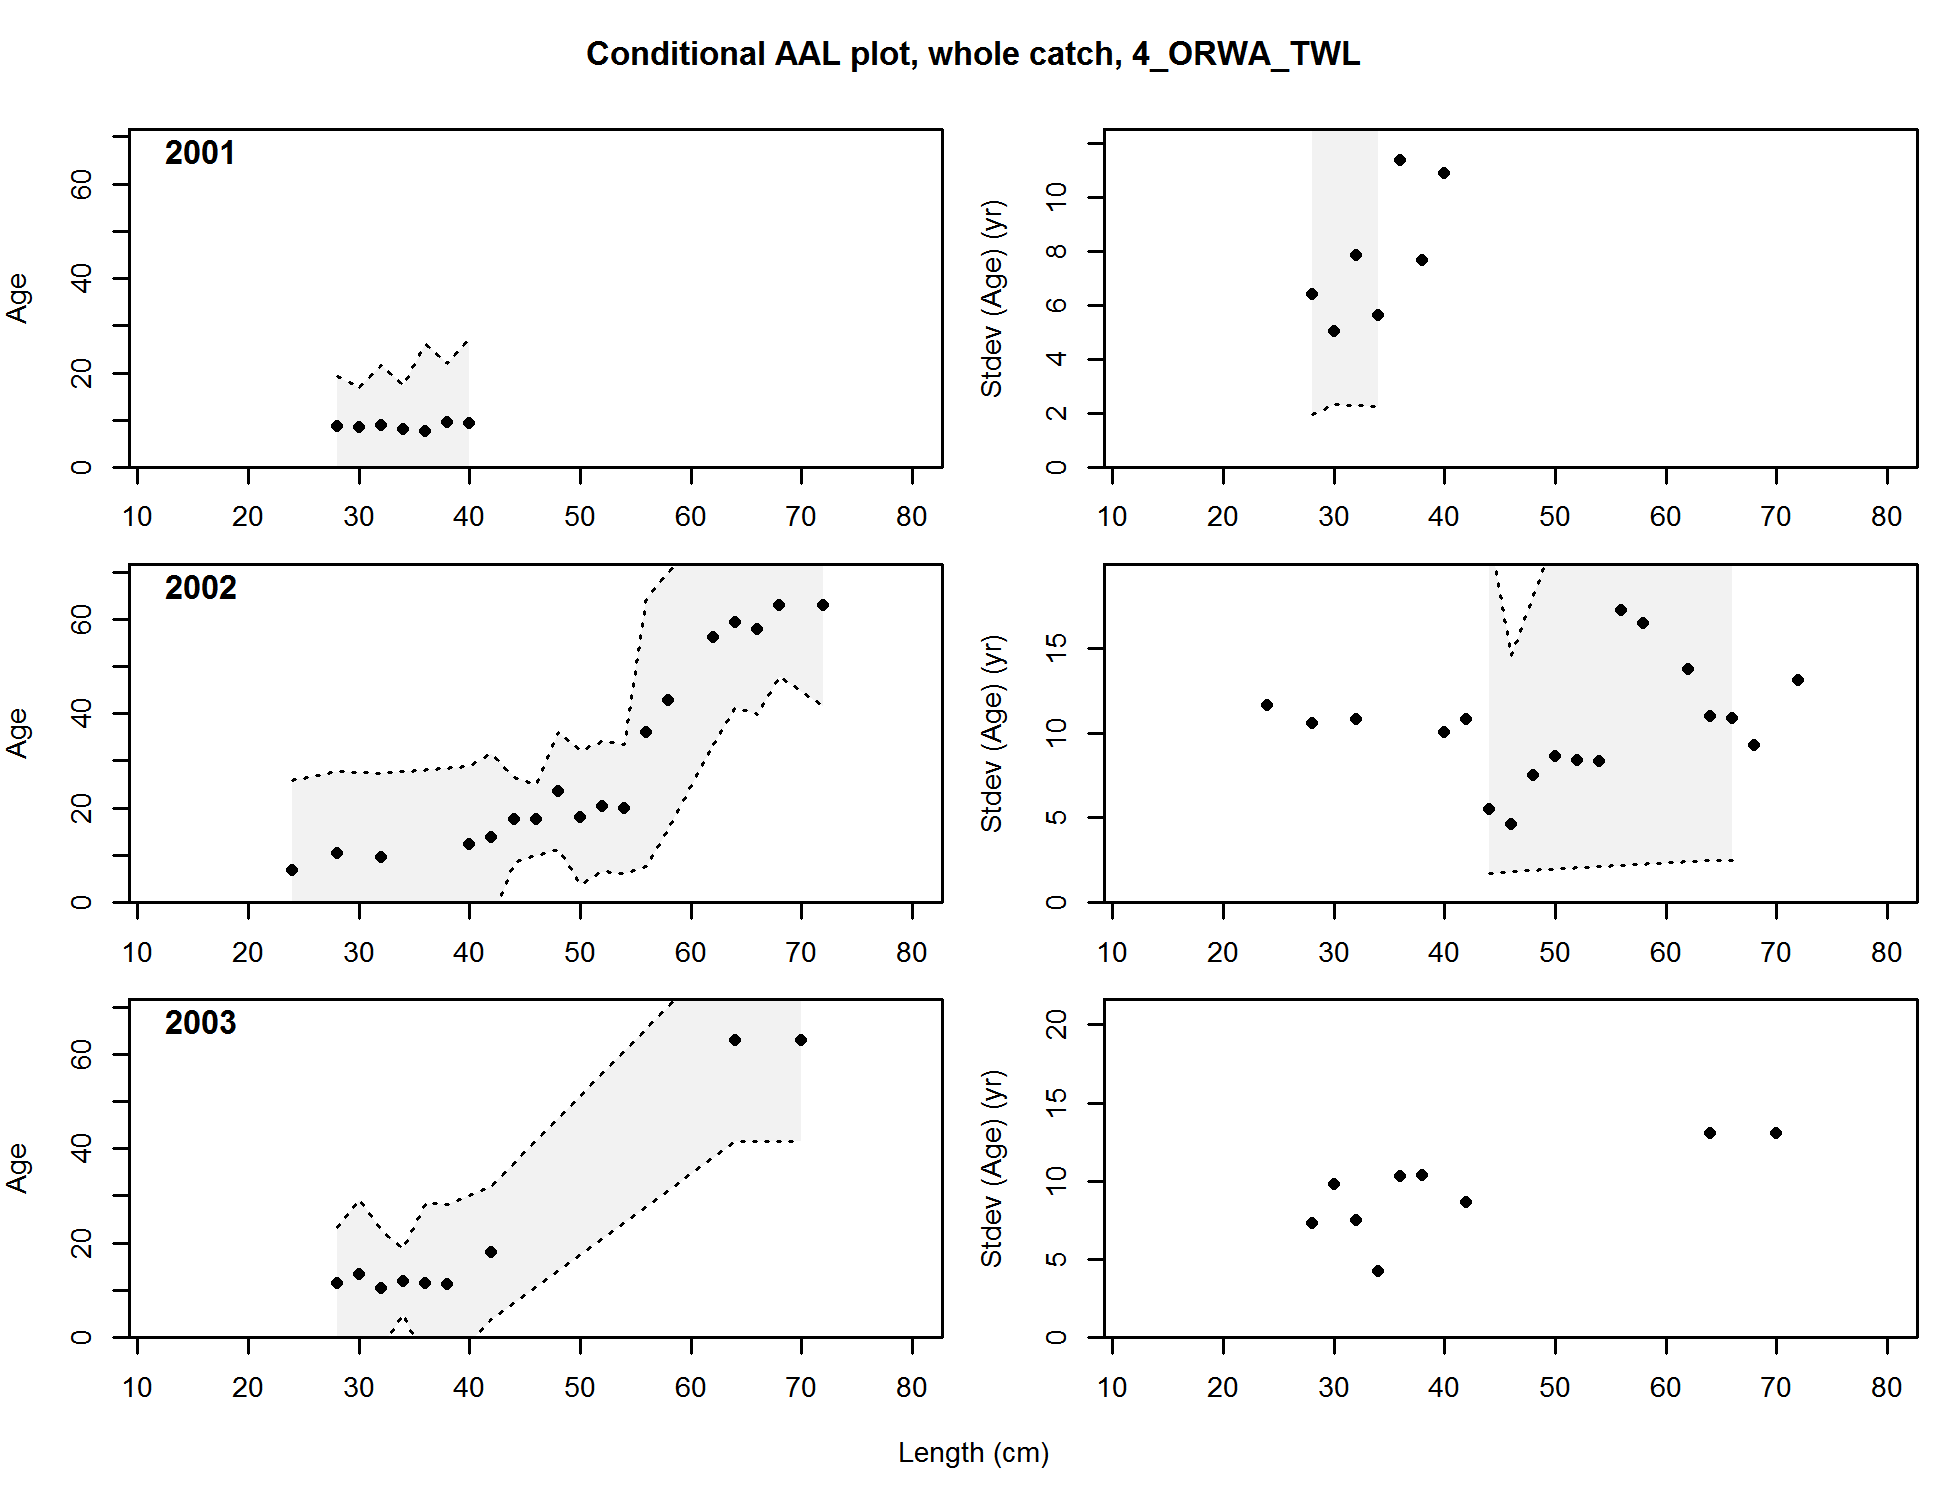 Conditional AAL plot, whole catch, 4_ORWA_TWL
2001
Age
0 20 40 60
10 20 30 40 50 60 70 80
Stdev (Age) (yr)
0 2 4 6 8 10
10 20 30 40 50 60 70 80
2002
Age
0 20 40 60
10 20 30 40 50 60 70 80
Stdev (Age) (yr)
0 5 10 15
10 20 30 40 50 60 70 80
2003
Age
0 20 40 60
10 20 30 40 50 60 70 80
Stdev (Age) (yr)
0 5 10 15 20
10 20 30 40 50 60 70 80
Length (cm)